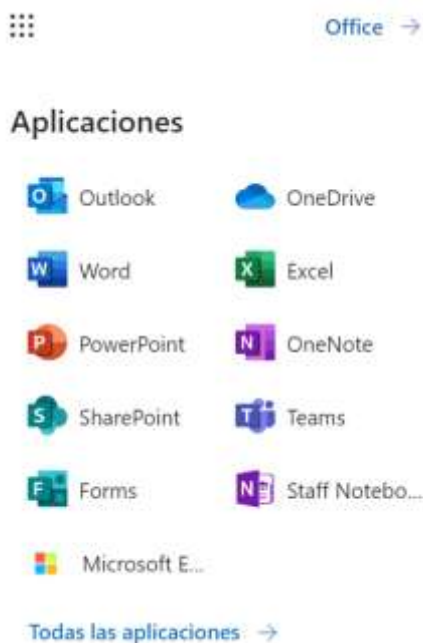 Office →
Aplicaciones
Outlook OneDrive
Word Excel
PowerPoint OneNote
SharePoint Teams
Forms Staff Notebo...
Microsoft E...
Todas las aplicaciones →